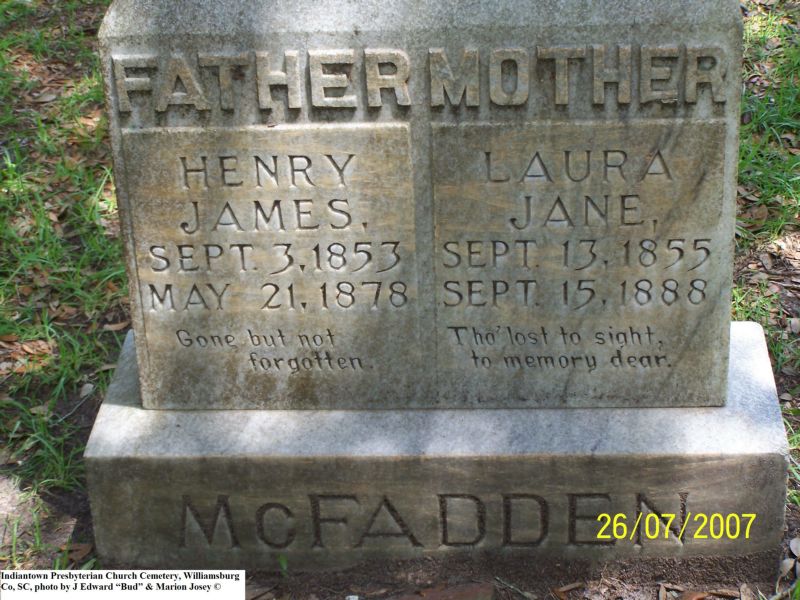 FATHER
HENRY
JAMES,
SEPT. 3, 1853
MAY 21, 1878
Gone but not
forgotten.
MOTHER
LAURA
JANE,
SEPT. 13, 1855
SEPT. 15, 1888
Tho' lost to sight,
to memory dear.
McFADDEN
26/07/2007
Indiantown Presbyterian Church Cemetery, Williamsburg
Co, SC, photo by J Edward “Bud” & Marion Josey ©